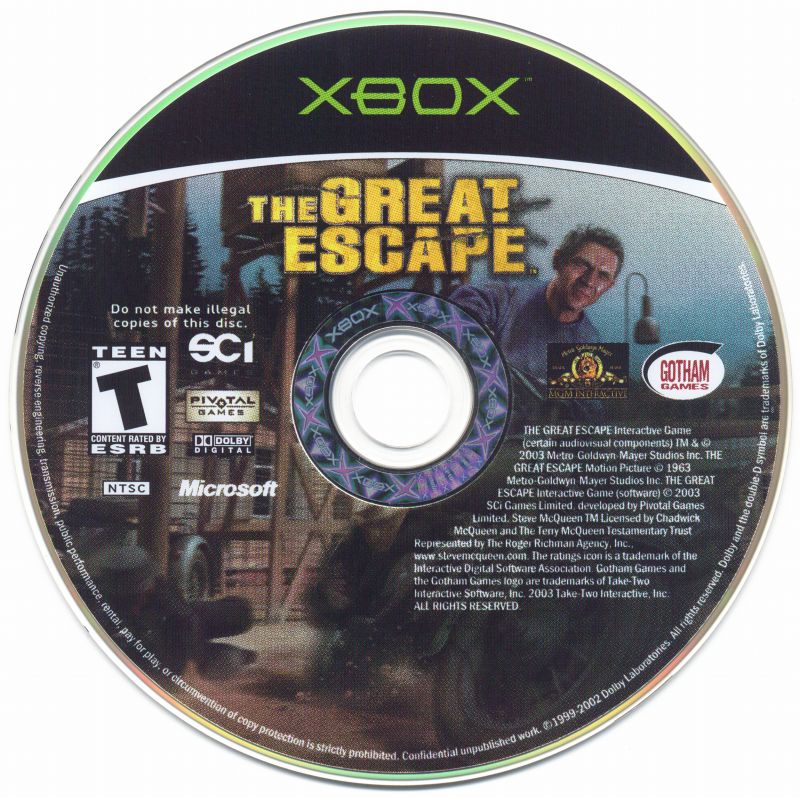 XBOX™
THE GREAT
ESCAPE™
Do not make illegal
copies of this disc.
TEEN
T
®
CONTENT RATED BY
ESRB
SCi
GAMES
PIVOTAL
GAMES
DOLBY
DIGITAL
NTSC
Microsoft
XBOX
Metro Goldwyn Mayer
MGM INTERACTIVE
GOTHAM
GAMES
THE GREAT ESCAPE Interactive Game
(certain audiovisual components) TM & ©
2003 Metro-Goldwyn-Mayer Studios Inc. THE
GREAT ESCAPE Motion Picture © 1963
Metro-Goldwyn-Mayer Studios Inc. THE GREAT
ESCAPE Interactive Game (software) © 2003
SCi Games Limited, developed by Pivotal Games
Limited. Steve McQueen TM Licensed by Chadwick
McQueen and The Terry McQueen Testamentary Trust
Represented by The Roger Richman Agency, Inc.,
www.stevemcqueen.com. The ratings icon is a trademark of the
Interactive Digital Software Association. Gotham Games and
the Gotham Games logo are trademarks of Take-Two
Interactive Software, Inc. 2003 Take-Two Interactive, Inc.
ALL RIGHTS RESERVED.
Unauthorized copying, reverse engineering, transmission, public performance, rental, pay for play, or circumvention of copy protection is strictly prohibited. Confidential unpublished work. ©1999-2002 Dolby Laboratories. All rights reserved. Dolby and the double-D symbol are trademarks of Dolby Laboratories.